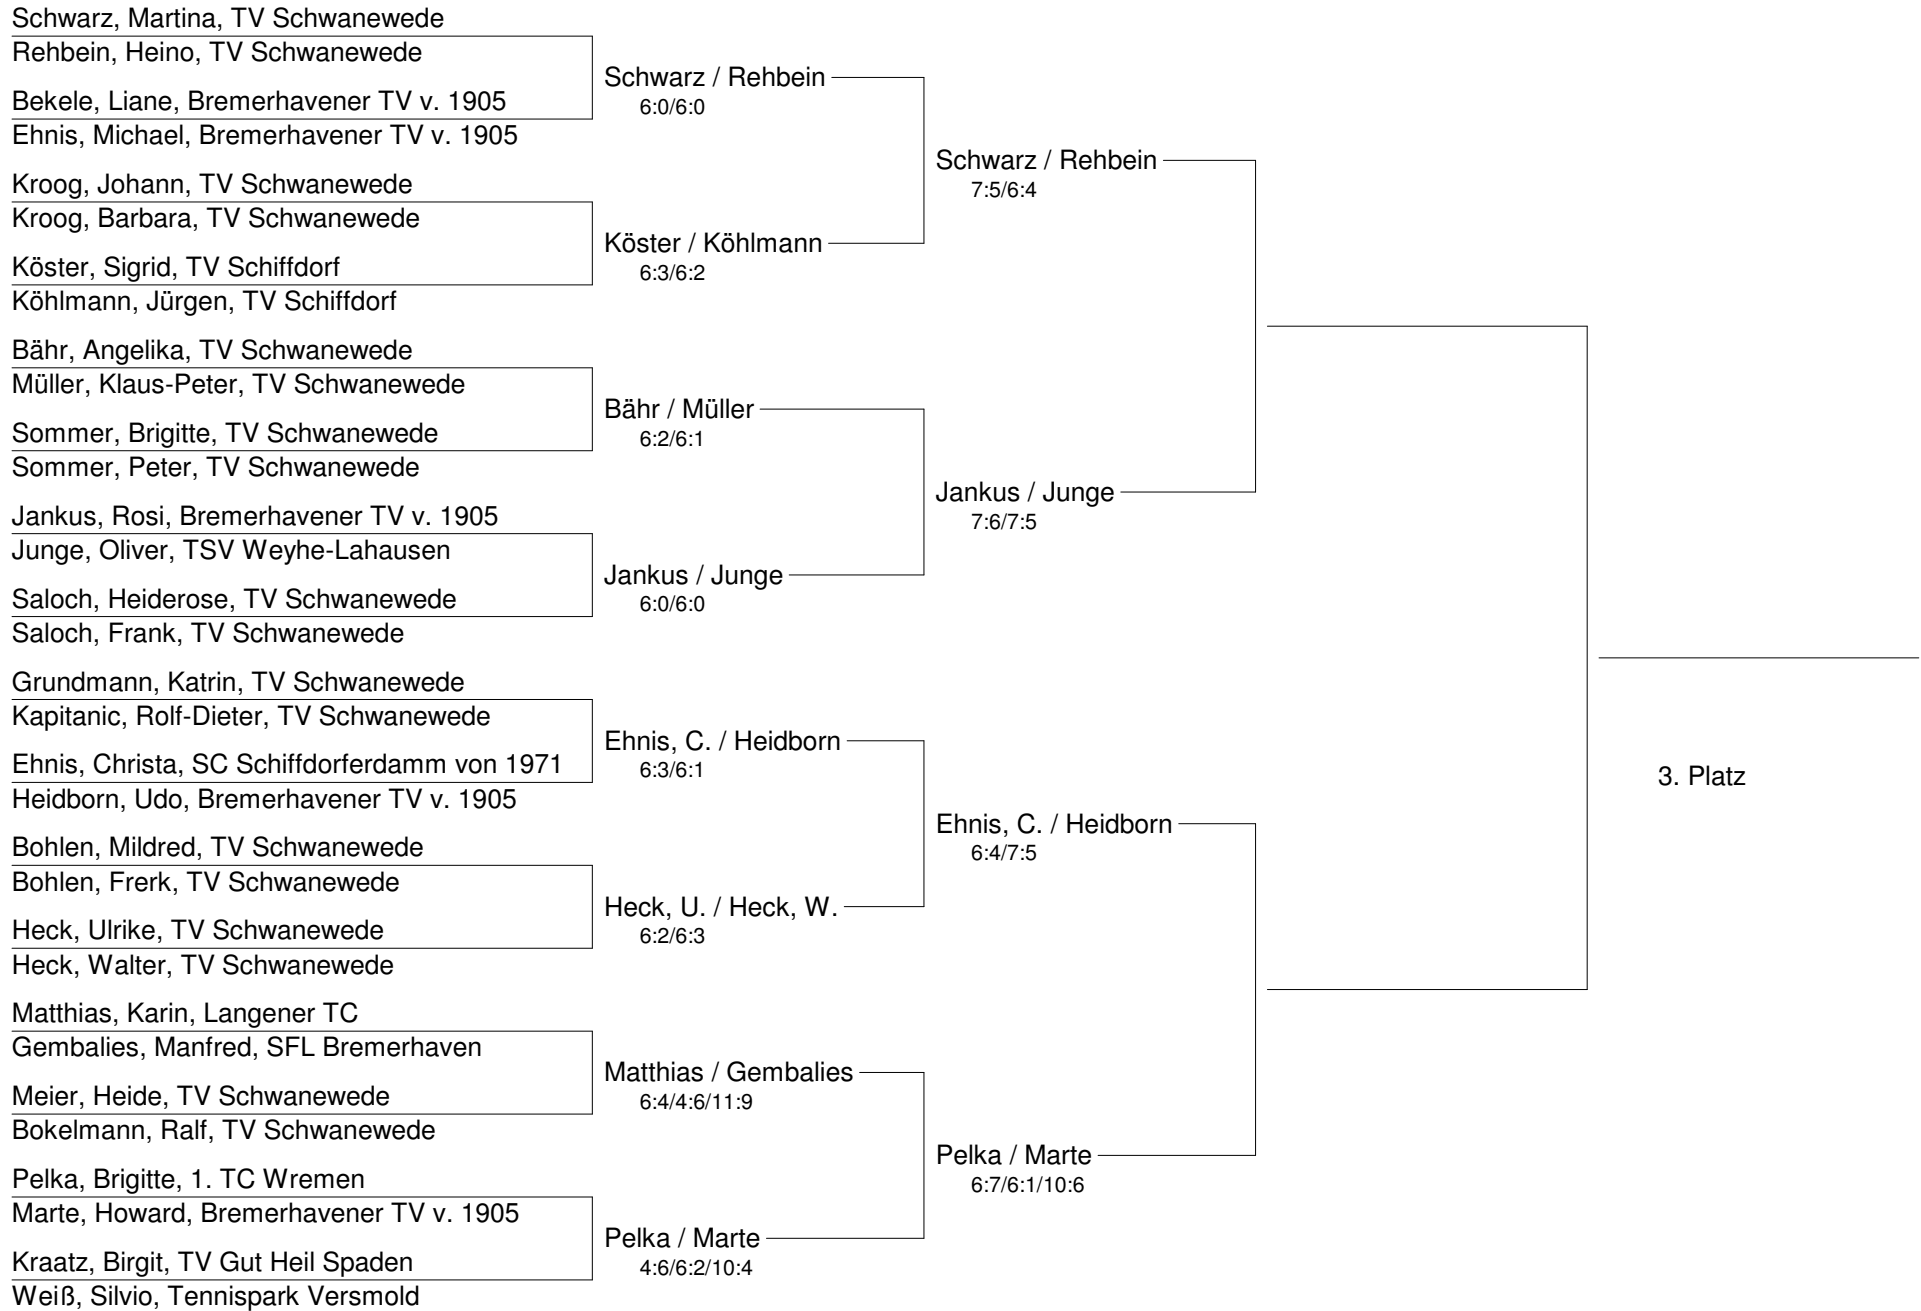 Schwarz, Martina, TV Schwanewede
Rehbein, Heino, TV Schwanewede
Bekele, Liane, Bremerhavener TV v. 1905
Ehnis, Michael, Bremerhavener TV v. 1905
Kroog, Johann, TV Schwanewede
Kroog, Barbara, TV Schwanewede
Köster, Sigrid, TV Schiffdorf
Köhlmann, Jürgen, TV Schiffdorf
Bähr, Angelika, TV Schwanewede
Müller, Klaus-Peter, TV Schwanewede
Sommer, Brigitte, TV Schwanewede
Sommer, Peter, TV Schwanewede
Jankus, Rosi, Bremerhavener TV v. 1905
Junge, Oliver, TSV Weyhe-Lahausen
Saloch, Heiderose, TV Schwanewede
Saloch, Frank, TV Schwanewede
Grundmann, Katrin, TV Schwanewede
Kapitanic, Rolf-Dieter, TV Schwanewede
Ehnis, Christa, SC Schiffdorferdamm von 1971
Heidborn, Udo, Bremerhavener TV v. 1905
Bohlen, Mildred, TV Schwanewede
Bohlen, Frerk, TV Schwanewede
Heck, Ulrike, TV Schwanewede
Heck, Walter, TV Schwanewede
Matthias, Karin, Langener TC
Gembalies, Manfred, SFL Bremerhaven
Meier, Heide, TV Schwanewede
Bokelmann, Ralf, TV Schwanewede
Pelka, Brigitte, 1. TC Wremen
Marte, Howard, Bremerhavener TV v. 1905
Kraatz, Birgit, TV Gut Heil Spaden
Weiß, Silvio, Tennispark Versmold
Schwarz / Rehbein
6:0/6:0
Köster / Köhlmann
6:3/6:2
Bähr / Müller
6:2/6:1
Jankus / Junge
6:0/6:0
Ehnis, C. / Heidborn
6:3/6:1
Heck, U. / Heck, W.
6:2/6:3
Matthias / Gembalies
6:4/4:6/11:9
Pelka / Marte
4:6/6:2/10:4
Schwarz / Rehbein
7:5/6:4
Jankus / Junge
7:6/7:5
Ehnis, C. / Heidborn
6:4/7:5
Pelka / Marte
6:7/6:1/10:6
3. Platz